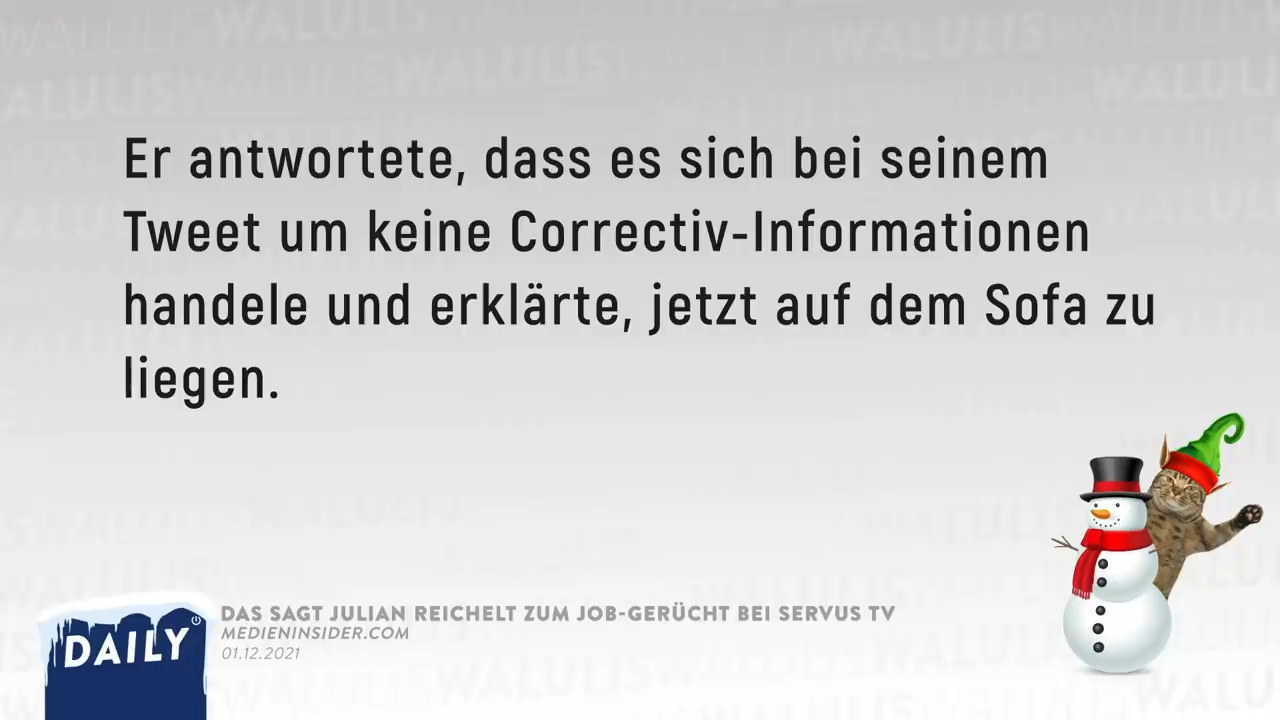 Er antwortete, dass es sich bei seinem
Tweet um keine Correctiv-Informationen
handele und erklärte, jetzt auf dem Sofa zu
liegen.
DAILY
DAS SAGT JULIAN REICHELT ZUM JOB-GERÜCHT BEI SERVUS TV
MEDIENINSIDER.COM
01.12.2021